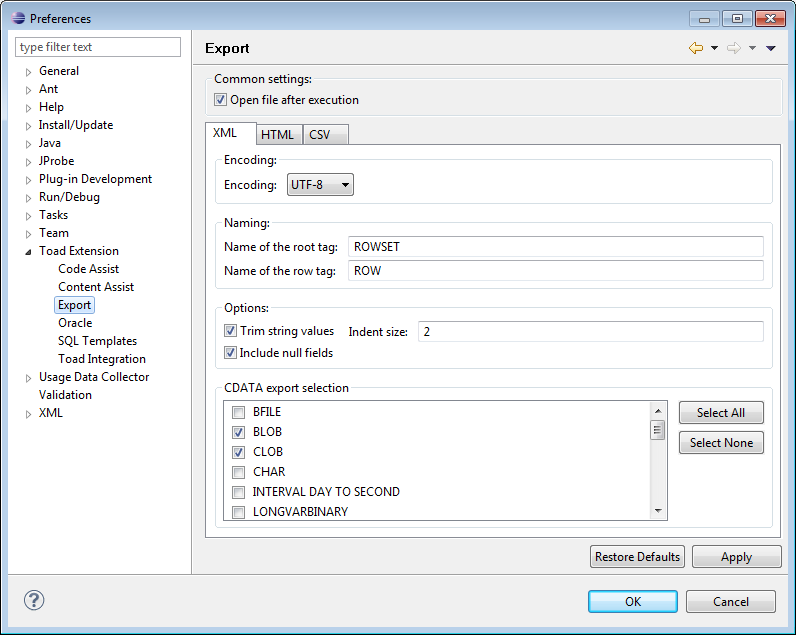 Preferences
type filter text
General
Ant
Help
Install/Update
Java
JProbe
Plug-in Development
Run/Debug
Tasks
Team
Toad Extension
Code Assist
Content Assist
Export
Oracle
SQL Templates
Toad Integration
Usage Data Collector
Validation
XML
Export
Common settings:
Open file after execution
XML HTML CSV
Encoding:
Encoding: UTF-8
Naming:
Name of the root tag: ROWSET
Name of the row tag: ROW
Options:
Trim string values Indent size: 2
Include null fields
CDATA export selection
BFILE
BLOB
CLOB
CHAR
INTERVAL DAY TO SECOND
LONGVARBINARY
Select All
Select None
Restore Defaults Apply
? OK Cancel